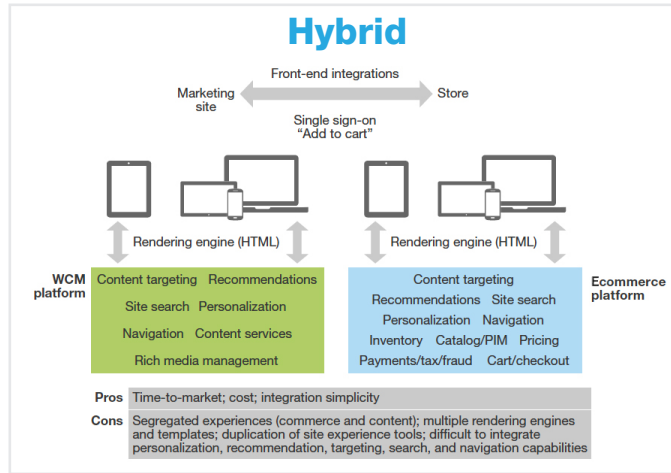 Hybrid
Front-end integrations
Marketing site
Store
Single sign-on
“Add to cart”
Rendering engine (HTML)
Rendering engine (HTML)
WCM platform
Content targeting Recommendations
Site search Personalization
Navigation Content services
Rich media management
Content targeting
Recommendations Site search
Personalization Navigation
Inventory Catalog/PIM Pricing
Payments/tax/fraud Cart/checkout
Ecommerce platform
Pros Time-to-market; cost; integration simplicity
Cons Segregated experiences (commerce and content); multiple rendering engines
and templates; duplication of site experience tools; difficult to integrate
personalization, recommendation, targeting, search, and navigation capabilities